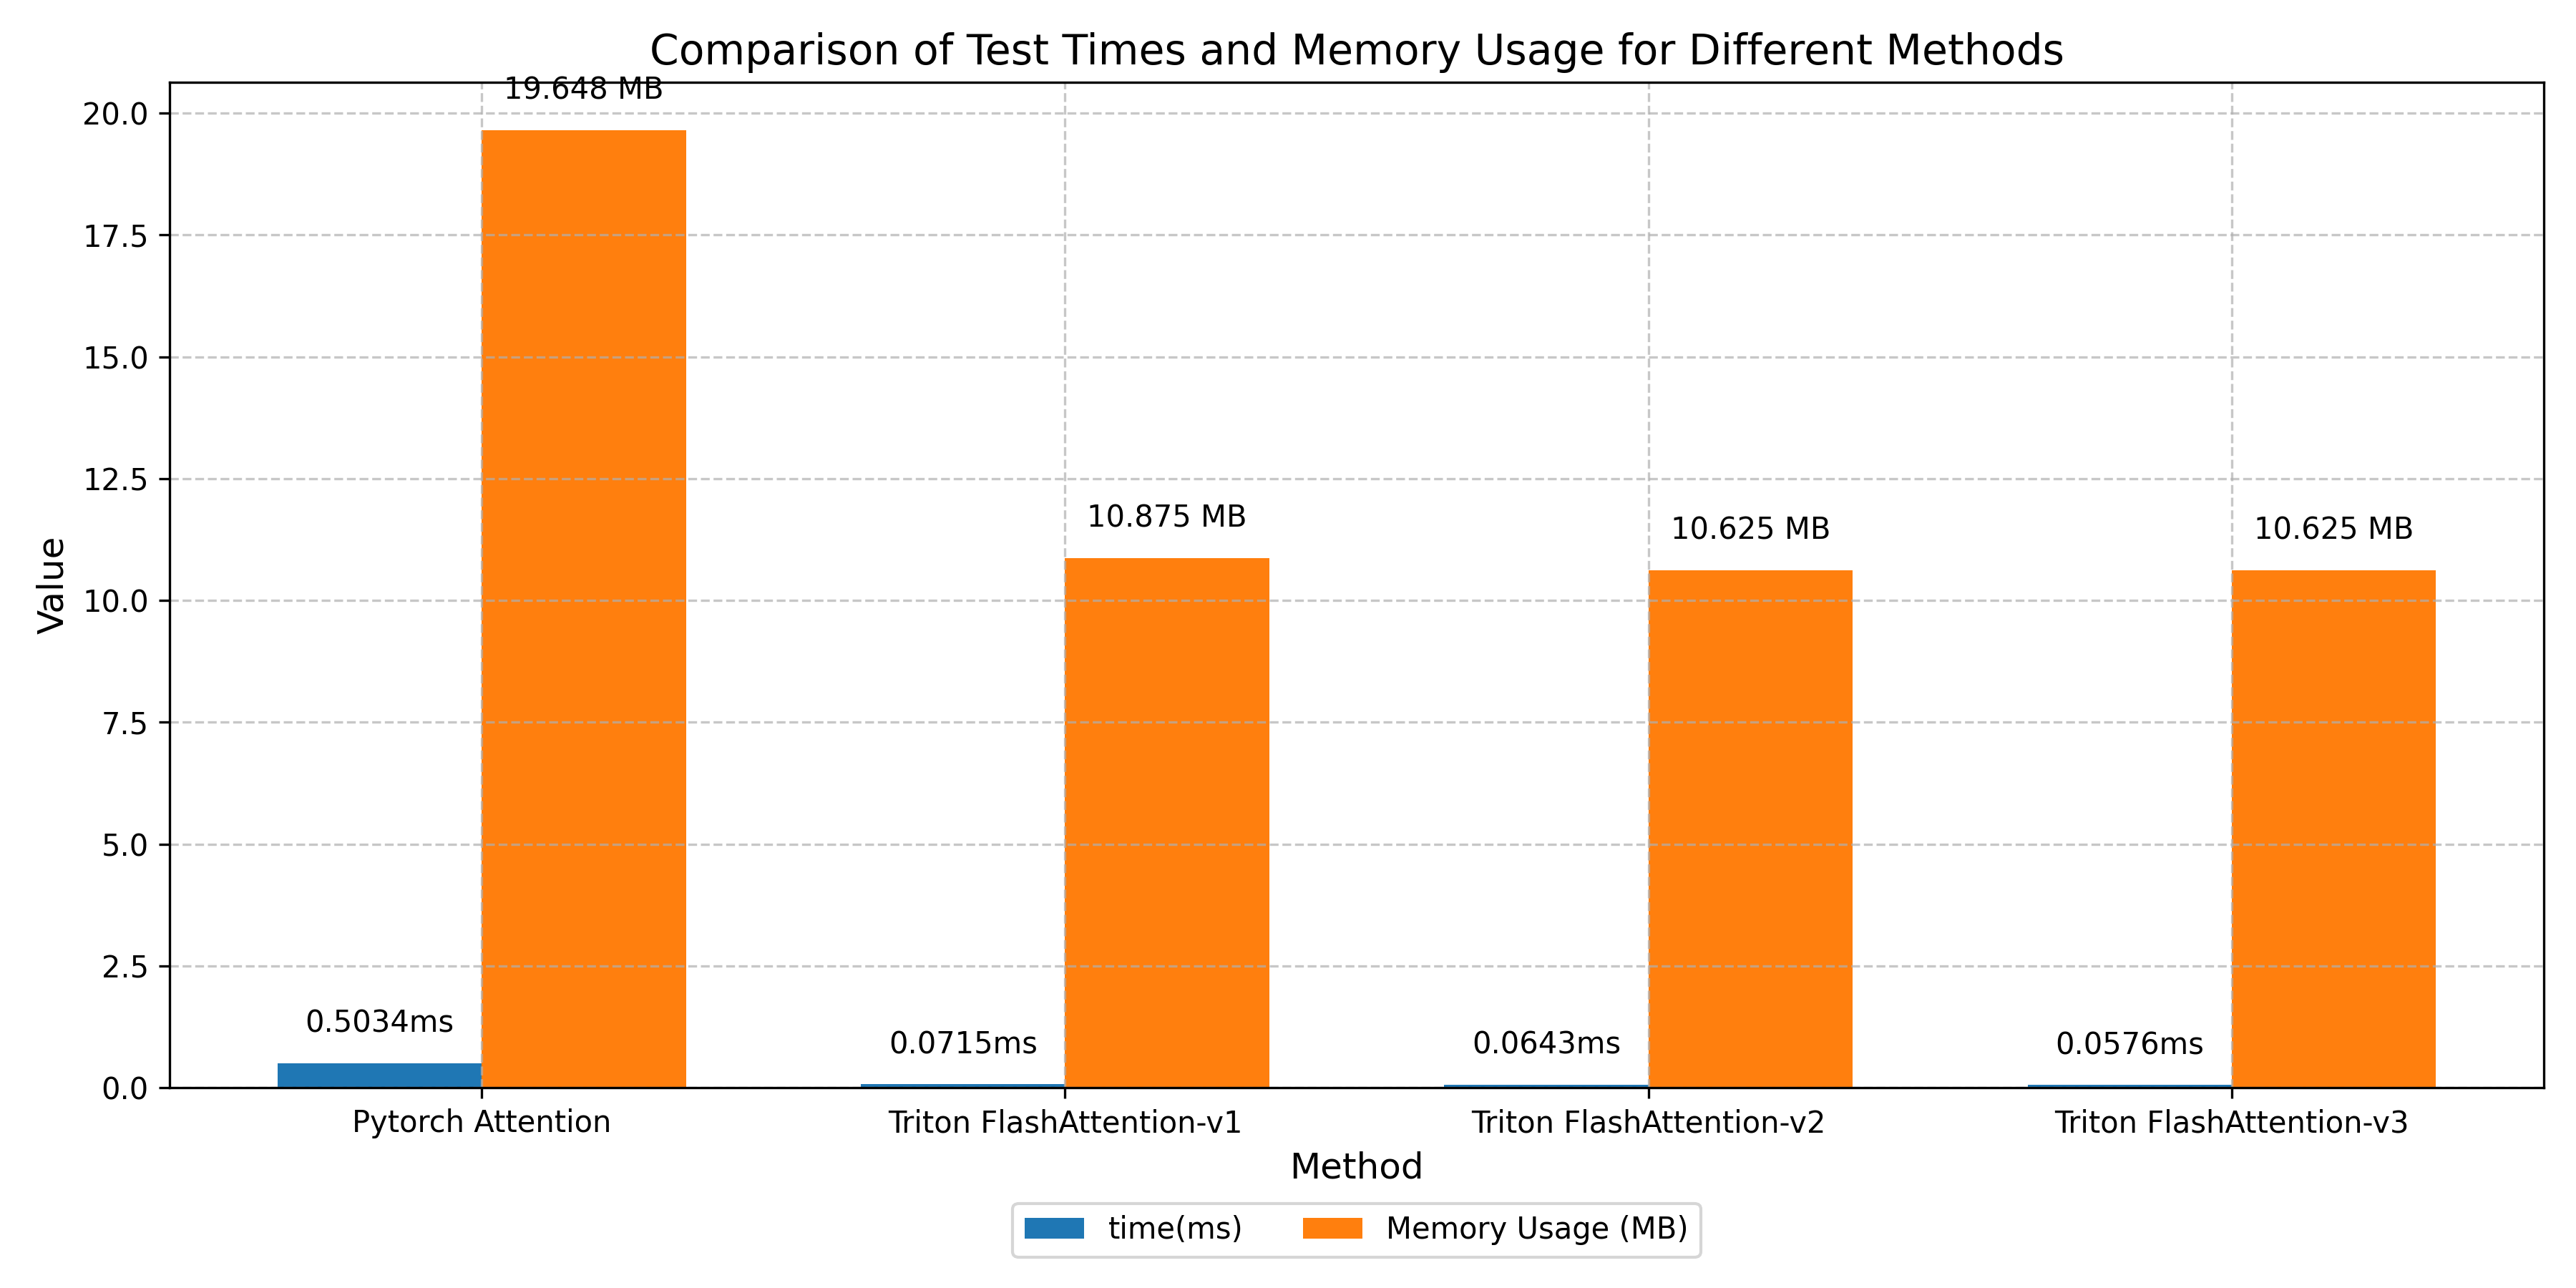 Comparison of Test Times and Memory Usage for Different Methods
19.648 MB
20.0
17.5
15.0
12.5
10.875 MB
10.625 MB
10.625 MB
10.0
Value
7.5
5.0
2.5
0.5034ms
0.0715ms
0.0643ms
0.0576ms
0.0
Pytorch Attention
Triton FlashAttention-v1
Triton FlashAttention-v2
Triton FlashAttention-v3
Method
time(ms)
Memory Usage (MB)